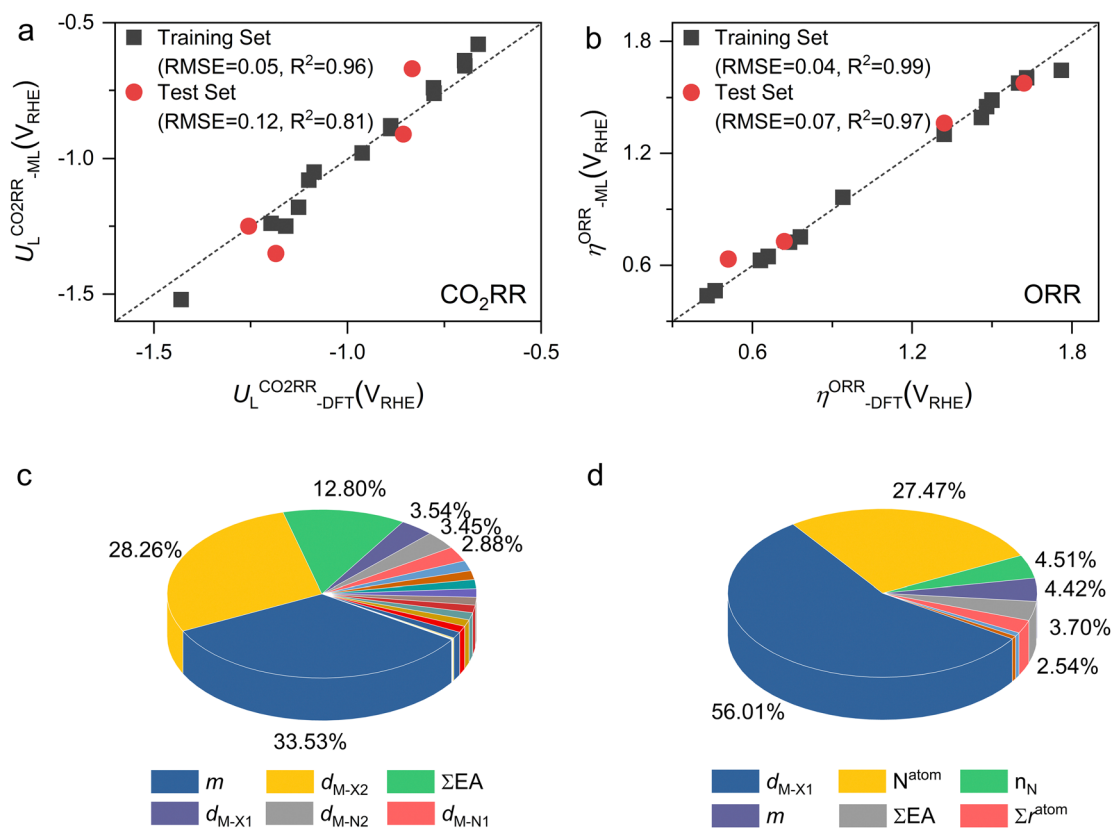 a
-0.5
-1.0
-1.5
Training Set
(RMSE=0.05, R²=0.96)
Test Set
(RMSE=0.12, R²=0.81)
CO₂RR
-1.5 -1.0 -0.5
U_L^CO2RR_-DFT(V_RHE)
U_L^CO2RR_-ML(V_RHE)
b
1.8
1.2
0.6
Training Set
(RMSE=0.04, R²=0.99)
Test Set
(RMSE=0.07, R²=0.97)
ORR
0.6 1.2 1.8
η^ORR_-DFT(V_RHE)
η^ORR_-ML(V_RHE)
c
12.80%
3.54%
3.45%
2.88%
28.26%
33.53%
m d_M-X2 ΣEA
d_M-X1 d_M-N2 d_M-N1
d
27.47%
4.51%
4.42%
3.70%
2.54%
56.01%
d_M-X1 N^atom n_N
m ΣEA Σr^atom